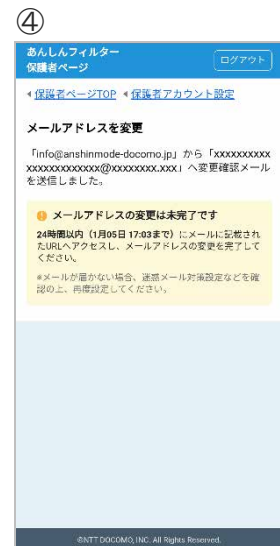 ④
あんしんフィルター
保護者ページ
ログアウト
保護者ページTOP 保護者アカウント設定
メールアドレスを変更
「info@anshinmode-docomo.jp」から「xxxxxxxxxx
xxxxxxxxxxxxx@xxxxxxxx.xxx」へ変更確認メール
を送信しました。
メールアドレスの変更は未完了です
24時間以内（1月05日 17:03まで）にメールに記載され
たURLへアクセスし、メールアドレスの変更を完了して
ください。
※メールが届かない場合、迷惑メール対策設定などを確
認の上、再度設定してください。
©NTT DOCOMO, INC. All Rights Reserved.